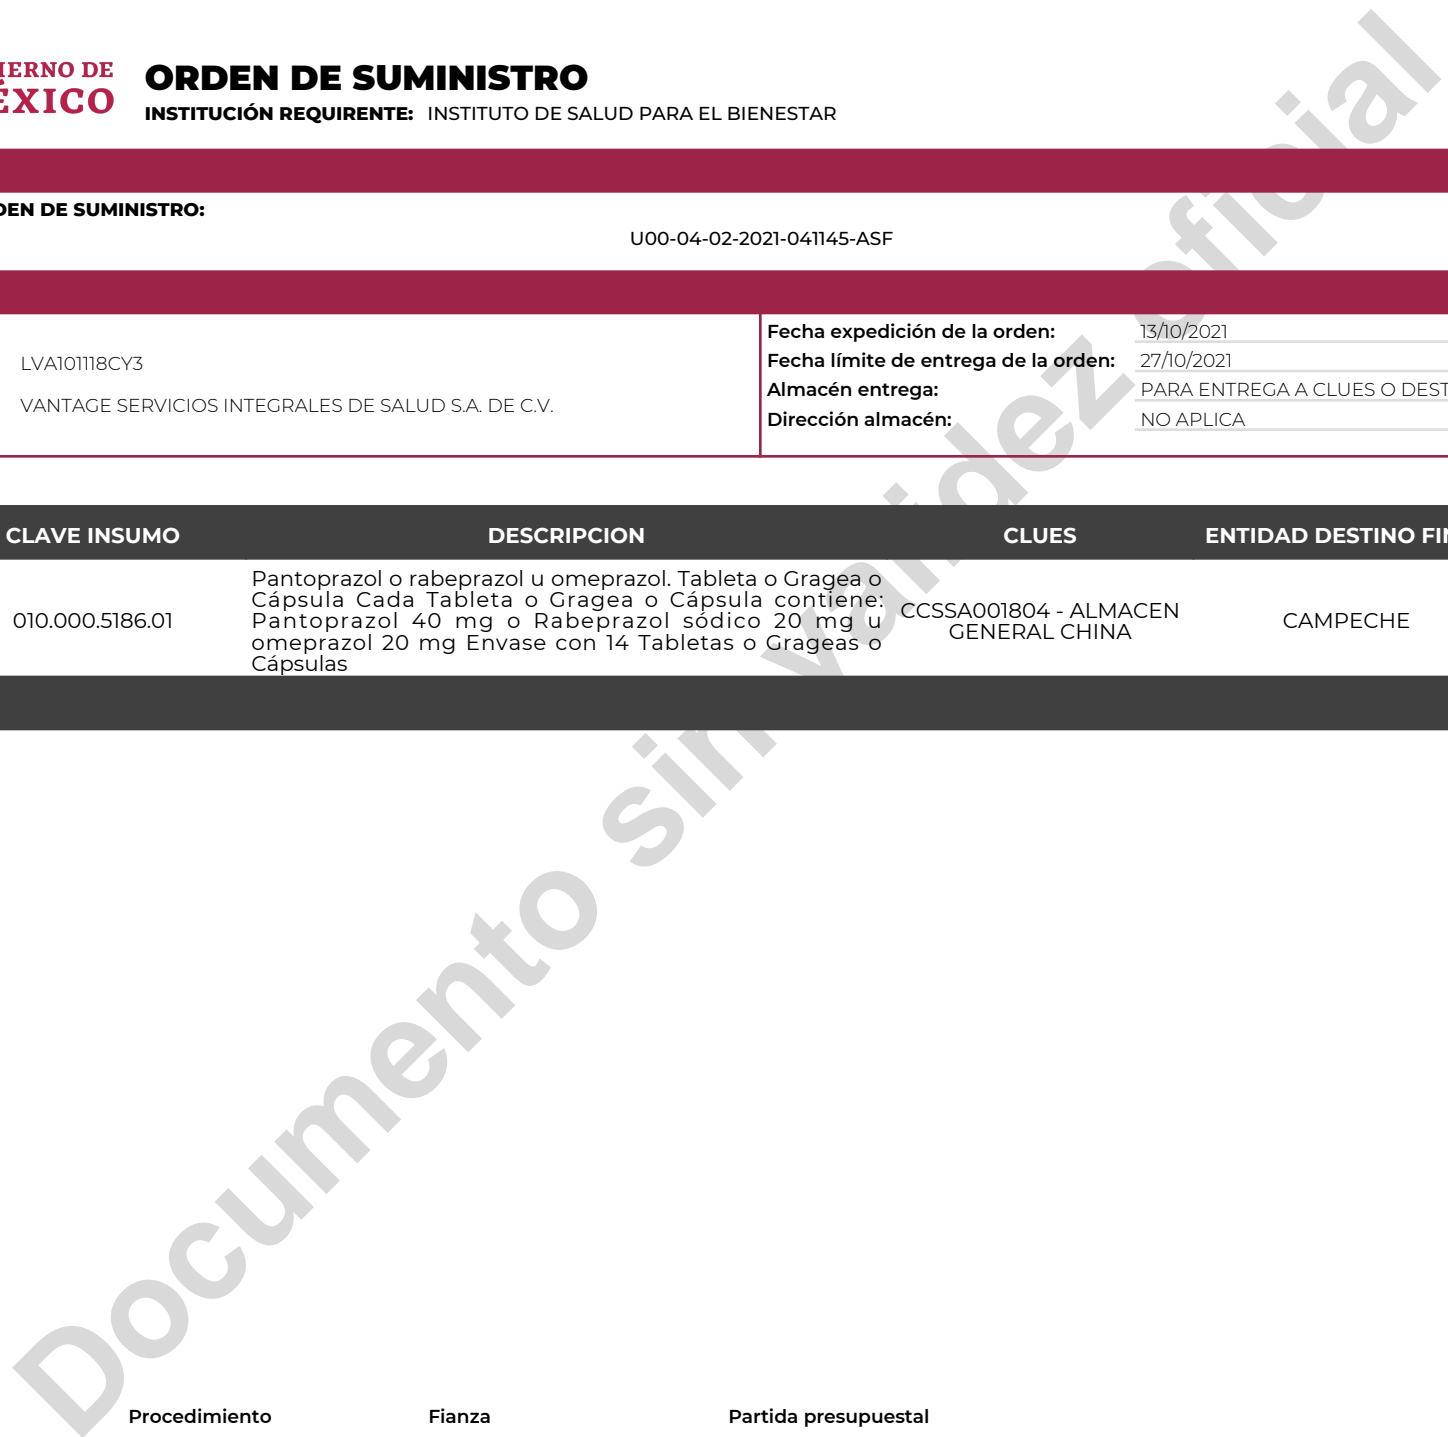 IERNO DE
ÉXICO
ORDEN DE SUMINISTRO
INSTITUCIÓN REQUIRENTE: INSTITUTO DE SALUD PARA EL BIENESTAR
DEN DE SUMINISTRO:
U00-04-02-2021-041145-ASF
LVA101118CY3
VANTAGE SERVICIOS INTEGRALES DE SALUD S.A. DE C.V.
Fecha expedición de la orden: 13/10/2021
Fecha límite de entrega de la orden: 27/10/2021
Almacén entrega: PARA ENTREGA A CLUES O DEST
Dirección almacén: NO APLICA
CLAVE INSUMO DESCRIPCION CLUES ENTIDAD DESTINO FIN
010.000.5186.01
Pantoprazol o rabeprazol u omeprazol. Tableta o Gragea o
Cápsula Cada Tableta o Gragea o Cápsula contiene:
Pantoprazol 40 mg o Rabeprazol sódico 20 mg u
omeprazol 20 mg Envase con 14 Tabletas o Grageas o
Cápsulas
CCSSA001804 - ALMACEN
GENERAL CHINA
CAMPECHE
Documento sin validez oficial
Procedimiento Fianza Partida presupuestal